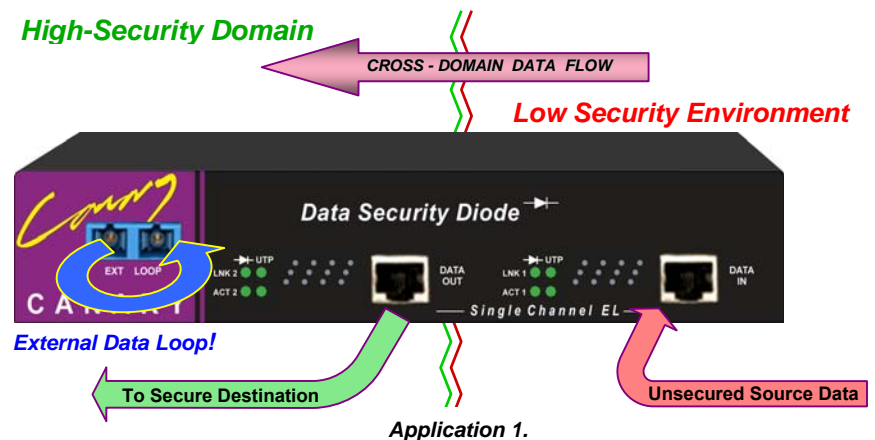 High-Security Domain
CROSS - DOMAIN DATA FLOW
Low Security Environment
Canary
Data Security Diode
EXT LOOP
UTP
LNK 2
ACT 2
DATA
OUT
UTP
LNK 1
ACT 1
DATA
IN
CANARY
Single Channel EL
External Data Loop!
To Secure Destination
Unsecured Source Data
Application 1.